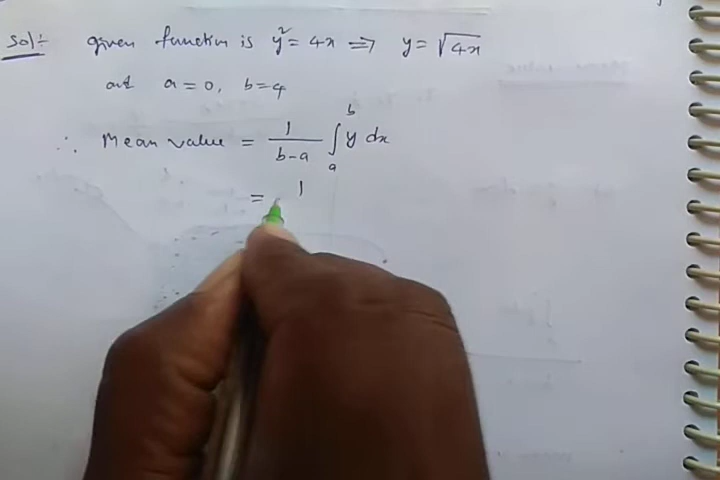 Sol:- given function is y² = 4x ⇒ y = √4x
at a = 0, b = 4
∴ Mean value = 1/(b-a) ∫ₐᵇ y dx
= 1